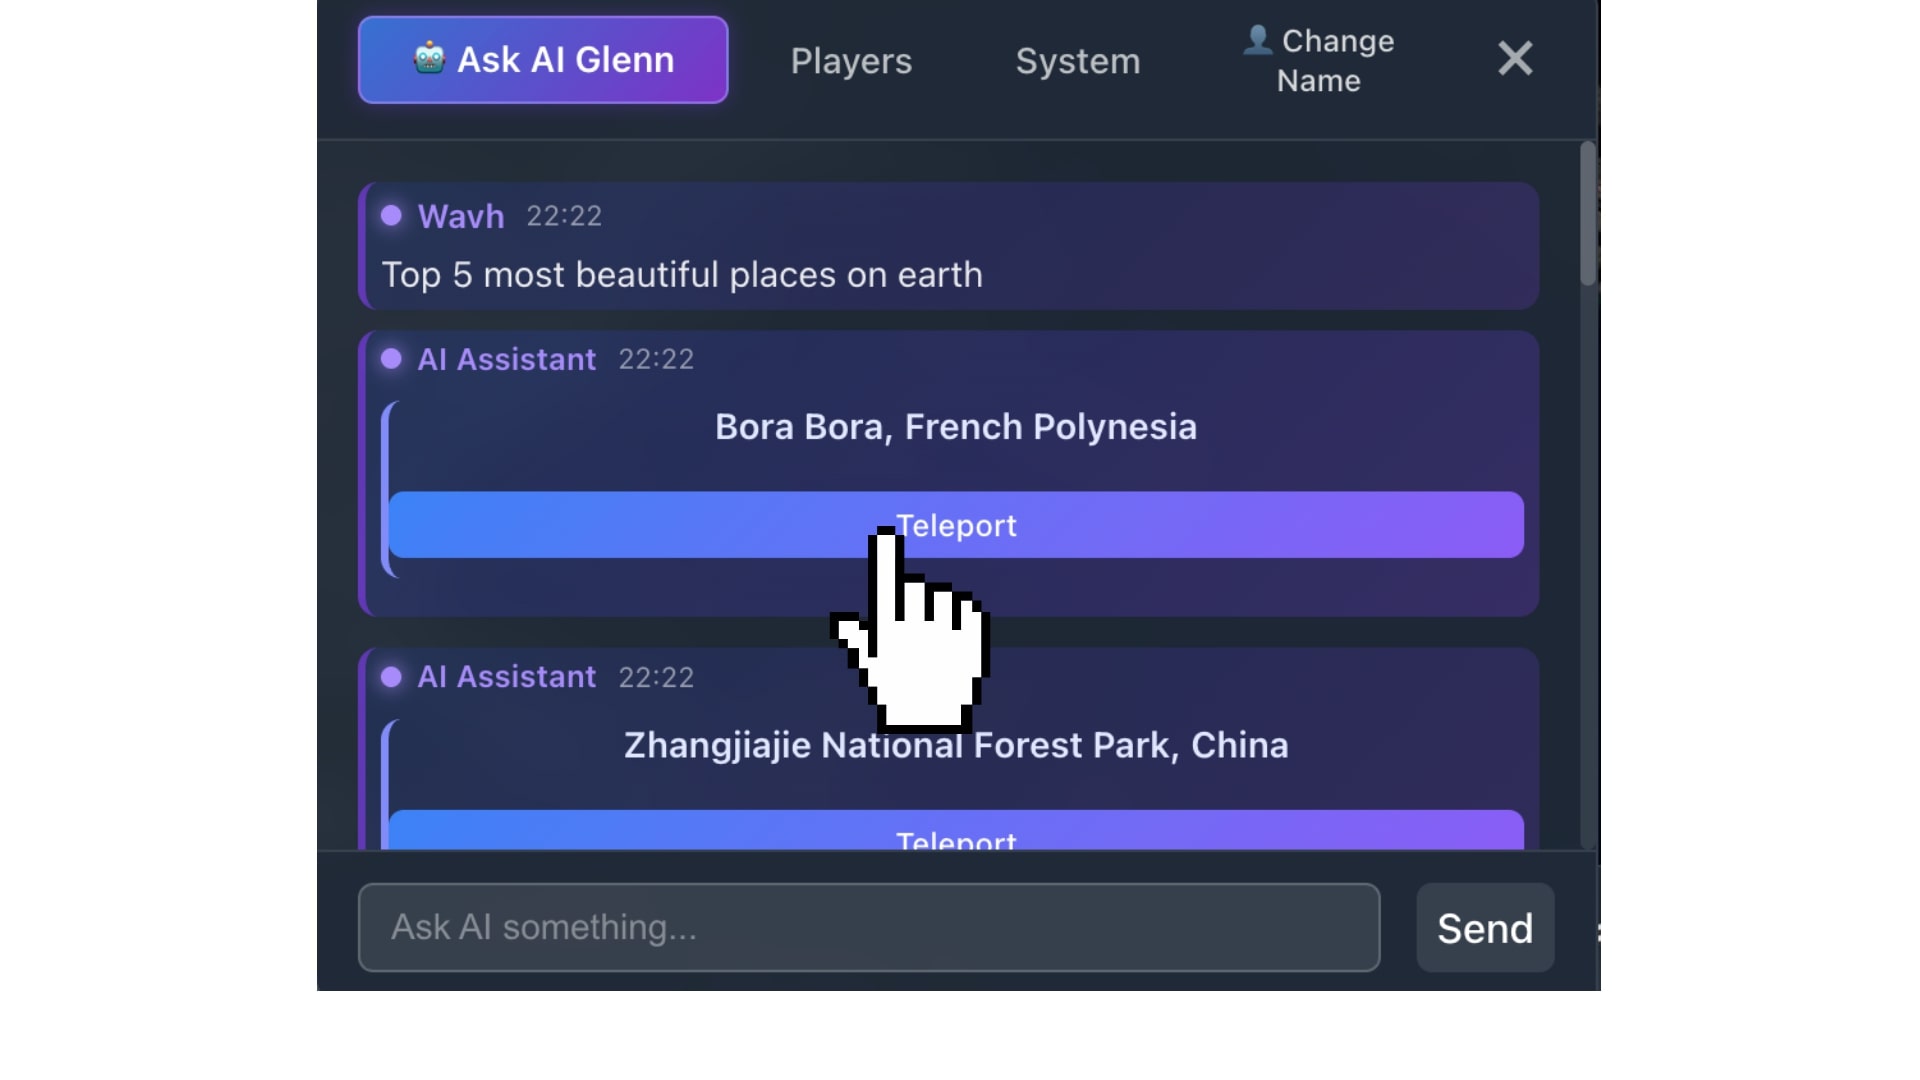 Ask AI Glenn
Players
System
Change
Name
Wavh 22:22
Top 5 most beautiful places on earth
AI Assistant 22:22
Bora Bora, French Polynesia
Teleport
AI Assistant 22:22
Zhangjiajie National Forest Park, China
Teleport
Ask AI something...
Send